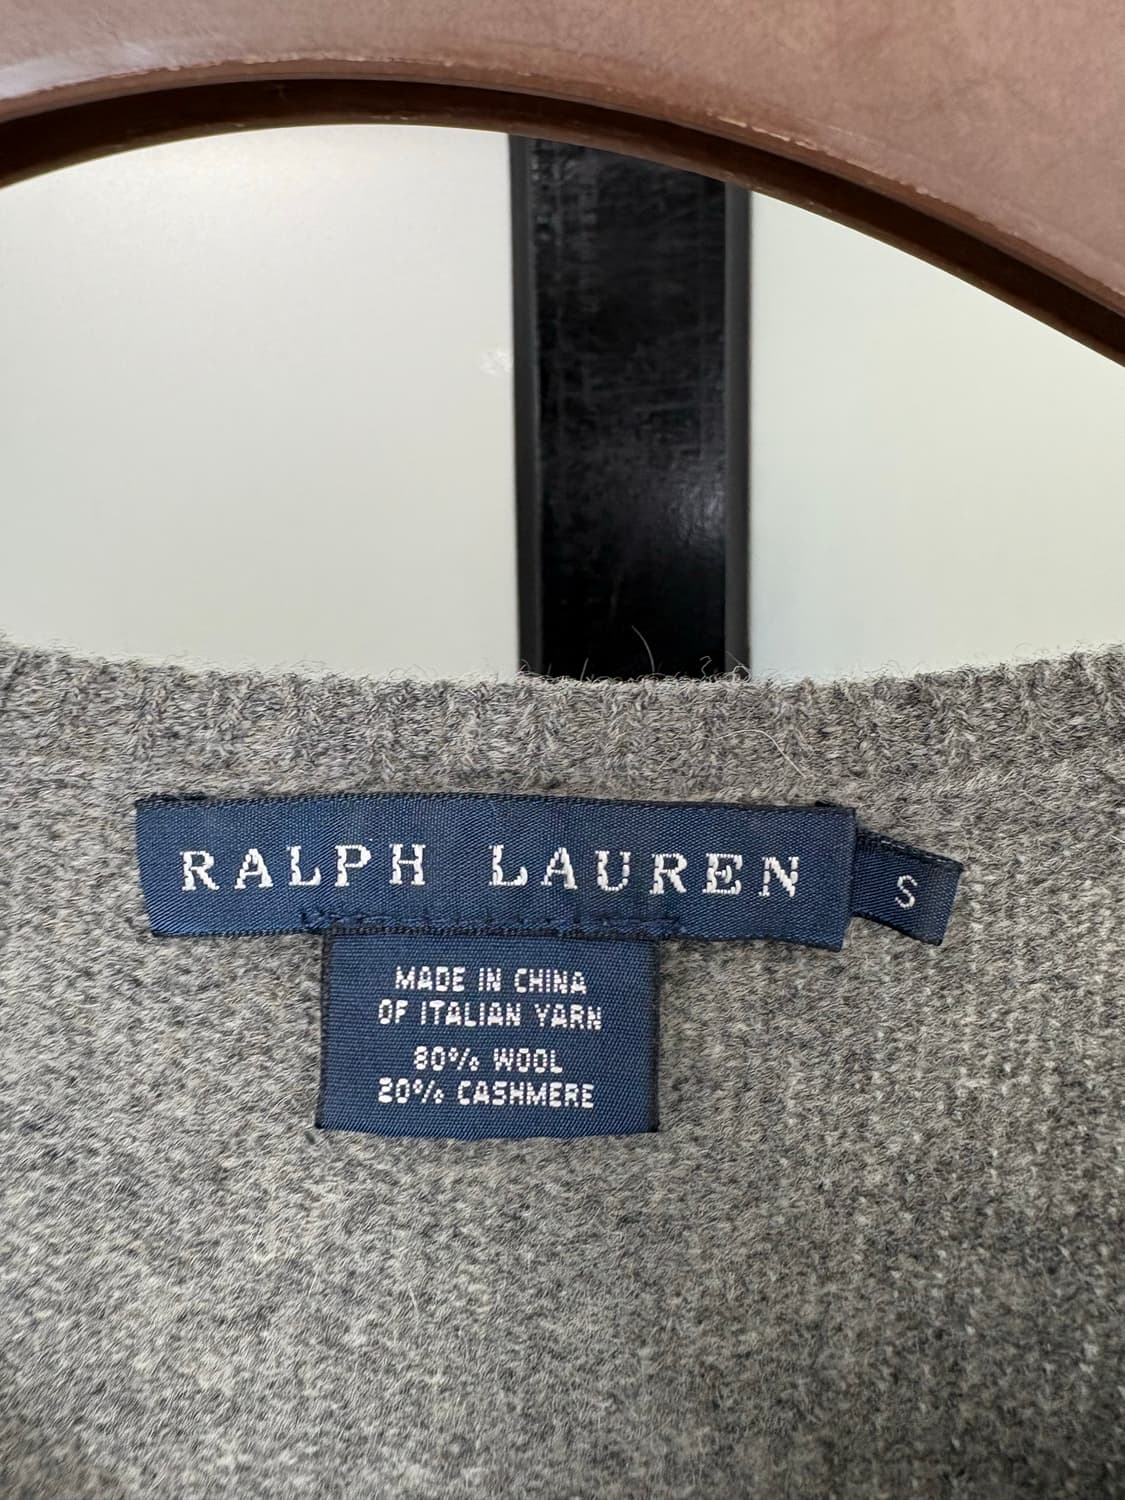 RALPH LAUREN
S
MADE IN CHINA
OF ITALIAN YARN
80% WOOL
20% CASHMERE